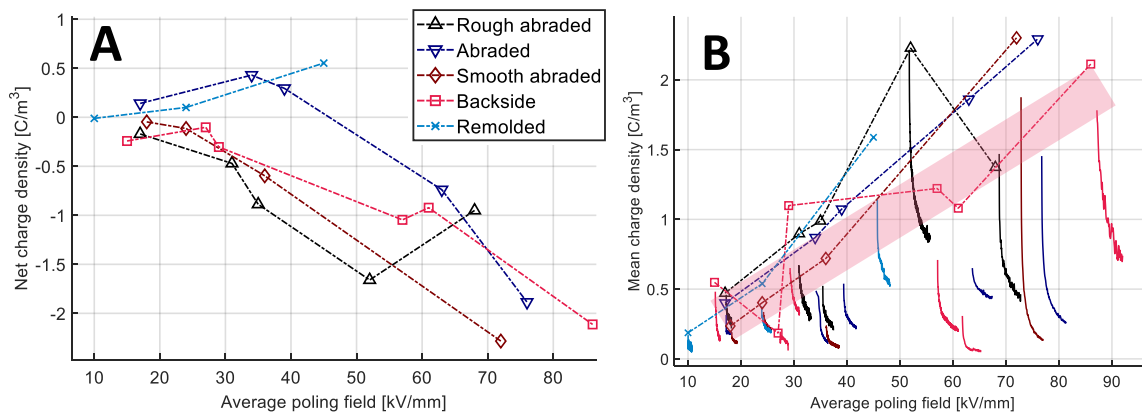 A
Net charge density [C/m³]
1
0.5
0
-0.5
-1
-1.5
-2
10 20 30 40 50 60 70 80
Average poling field [kV/mm]
Rough abraded
Abraded
Smooth abraded
Backside
Remolded
B
Mean charge density [C/m³]
2
1.5
1
0.5
0
10 20 30 40 50 60 70 80 90
Average poling field [kV/mm]